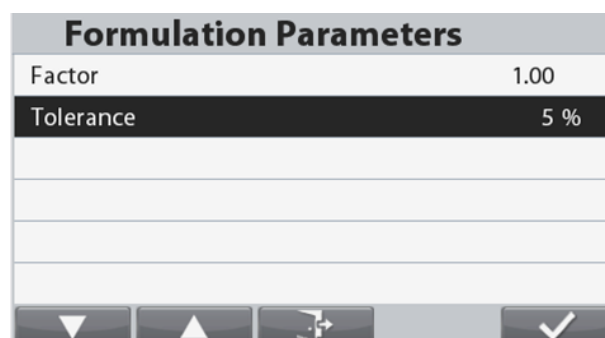 Formulation Parameters
Factor 1.00
Tolerance 5 %